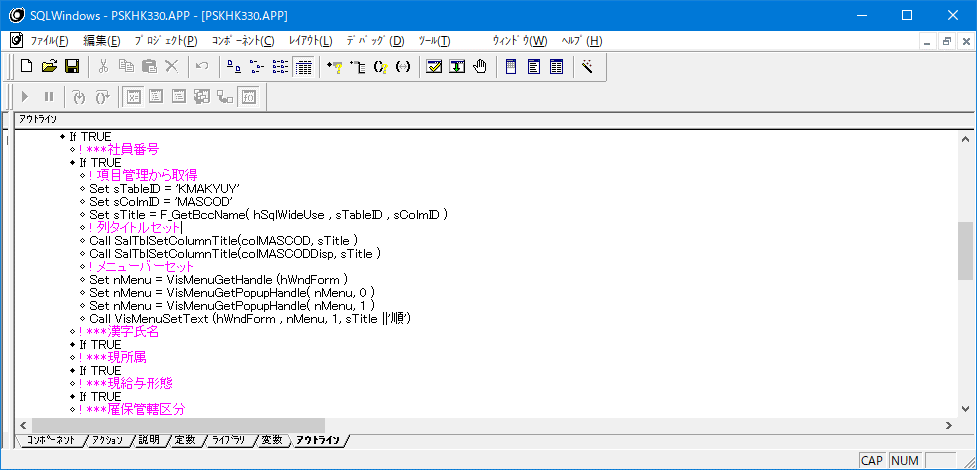 SQLWindows - PSKHK330.APP - [PSKHK330.APP]
ﾌｧｲﾙ(F) 編集(E) ﾌﾟﾛｼﾞｪｸﾄ(P) ｺﾝﾎﾟｰﾈﾝﾄ(C) ﾚｲｱｳﾄ(L) ﾃﾞﾊﾞｯｸﾞ(D) ﾂｰﾙ(T) ｳｨﾝﾄﾞｳ(W) ﾍﾙﾌﾟ(H)
ｱｳﾄﾗｲﾝ
If TRUE
! ***社員番号
If TRUE
! 項目管理から取得
Set sTableID = 'KMAKYUY'
Set sColmID = 'MASCOD'
Set sTitle = F_GetBccName( hSqlWideUse , sTableID , sColmID )
! 列タイトルセット
Call SalTblSetColumnTitle(colMASCOD, sTitle )
Call SalTblSetColumnTitle(colMASCODDisp, sTitle )
! メニューバーセット
Set nMenu = VisMenuGetHandle (hWndForm )
Set nMenu = VisMenuGetPopupHandle( nMenu, 0 )
Set nMenu = VisMenuGetPopupHandle( nMenu, 1 )
Call VisMenuSetText (hWndForm , nMenu, 1, sTitle ||'順')
! ***漢字氏名
If TRUE
! ***現所属
If TRUE
! ***現給与形態
If TRUE
! ***雇保管轄区分
ｺﾝﾎﾟｰﾈﾝﾄ ｱｸｼｮﾝ 説明 定数 ﾗｲﾌﾞﾗﾘ 変数 ｱｳﾄﾗｲﾝ
CAP NUM